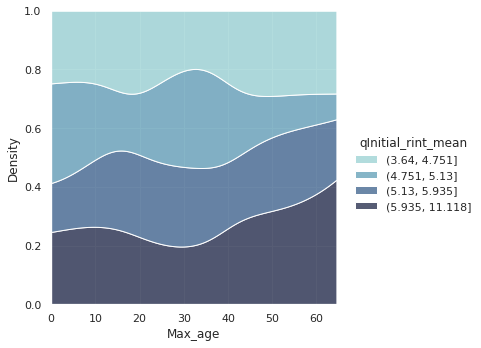 1.0
0.8
0.6
0.4
0.2
0.0
Density
0 10 20 30 40 50 60
Max_age
qInitial_rint_mean
(3.64, 4.751]
(4.751, 5.13]
(5.13, 5.935]
(5.935, 11.118]